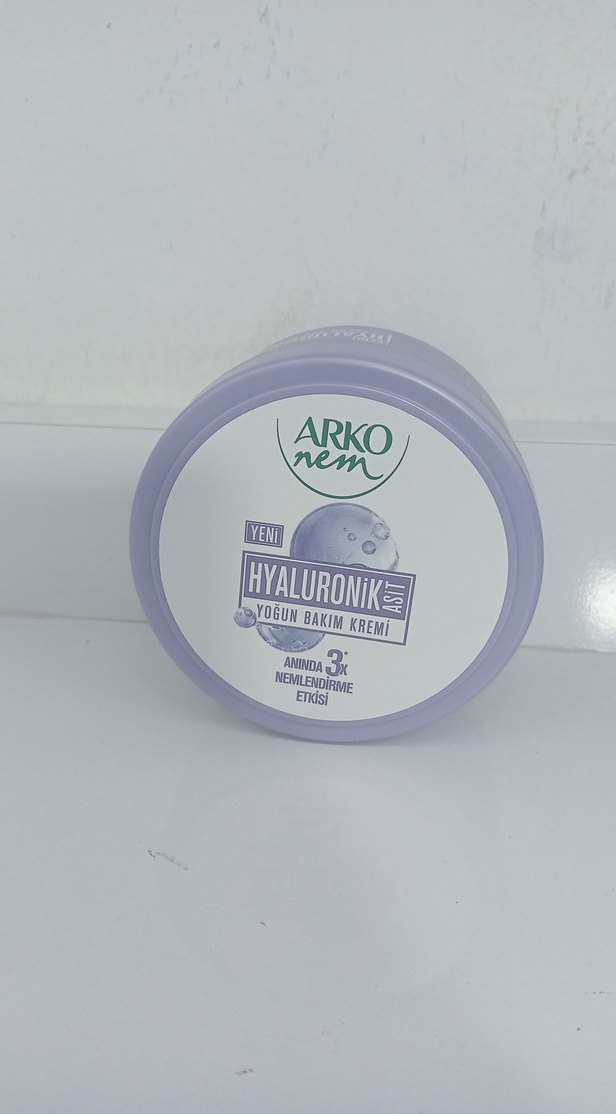 ARKO
nem
YENİ
HYALURONİK ASİT
YOĞUN BAKIM KREMİ
ANINDA 3X*
NEMLENDİRME
ETKİSİ